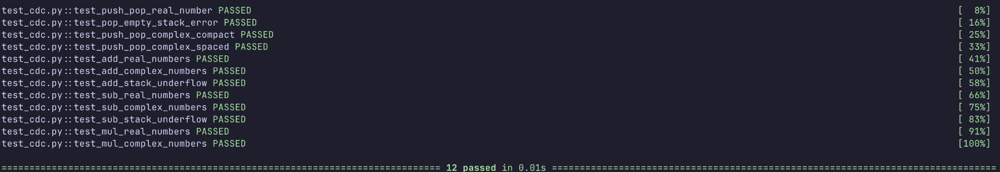 test_cdc.py::test_push_pop_real_number PASSED [  8%]
test_cdc.py::test_pop_empty_stack_error PASSED [ 16%]
test_cdc.py::test_push_pop_complex_compact PASSED [ 25%]
test_cdc.py::test_push_pop_complex_spaced PASSED [ 33%]
test_cdc.py::test_add_real_numbers PASSED [ 41%]
test_cdc.py::test_add_complex_numbers PASSED [ 50%]
test_cdc.py::test_add_stack_underflow PASSED [ 58%]
test_cdc.py::test_sub_real_numbers PASSED [ 66%]
test_cdc.py::test_sub_complex_numbers PASSED [ 75%]
test_cdc.py::test_sub_stack_underflow PASSED [ 83%]
test_cdc.py::test_mul_real_numbers PASSED [ 91%]
test_cdc.py::test_mul_complex_numbers PASSED [100%]
=============================================================================== 12 passed in 0.01s ================================================================================